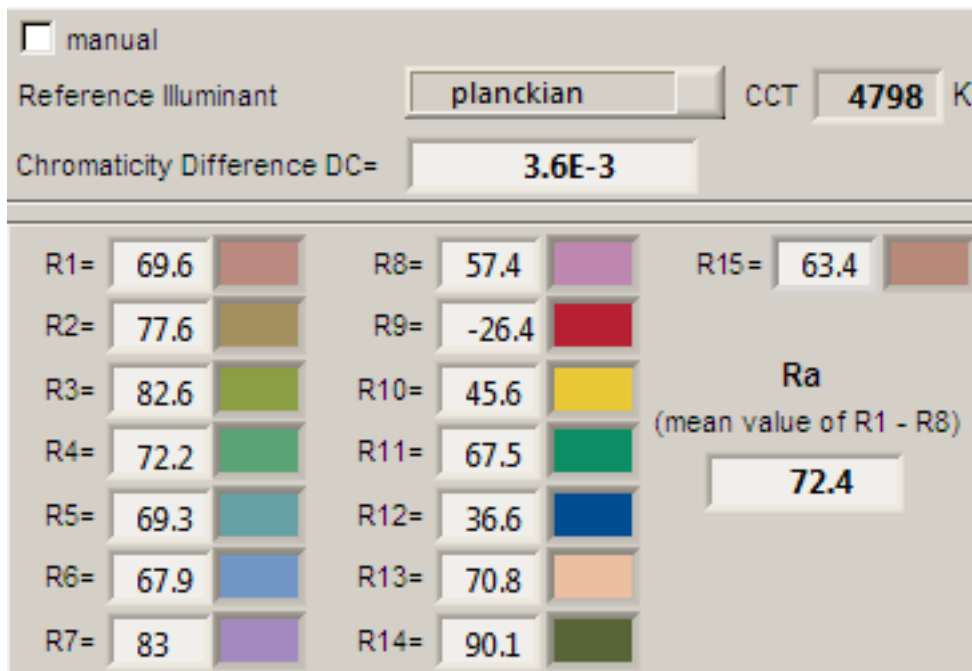 manual
Reference Illuminant planckian CCT 4798 K
Chromaticity Difference DC= 3.6E-3
R1= 69.6 R8= 57.4 R15= 63.4
R2= 77.6 R9= -26.4
R3= 82.6 R10= 45.6 Ra
(mean value of R1 - R8)
R4= 72.2 R11= 67.5
72.4
R5= 69.3 R12= 36.6
R6= 67.9 R13= 70.8
R7= 83 R14= 90.1